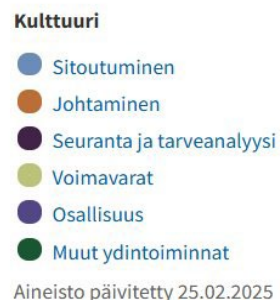 Kulttuuri
Sitoutuminen
Johtaminen
Seuranta ja tarveanalyysi
Voimavarat
Osallisuus
Muut ydintoiminnat
Aineisto päivitetty 25.02.2025